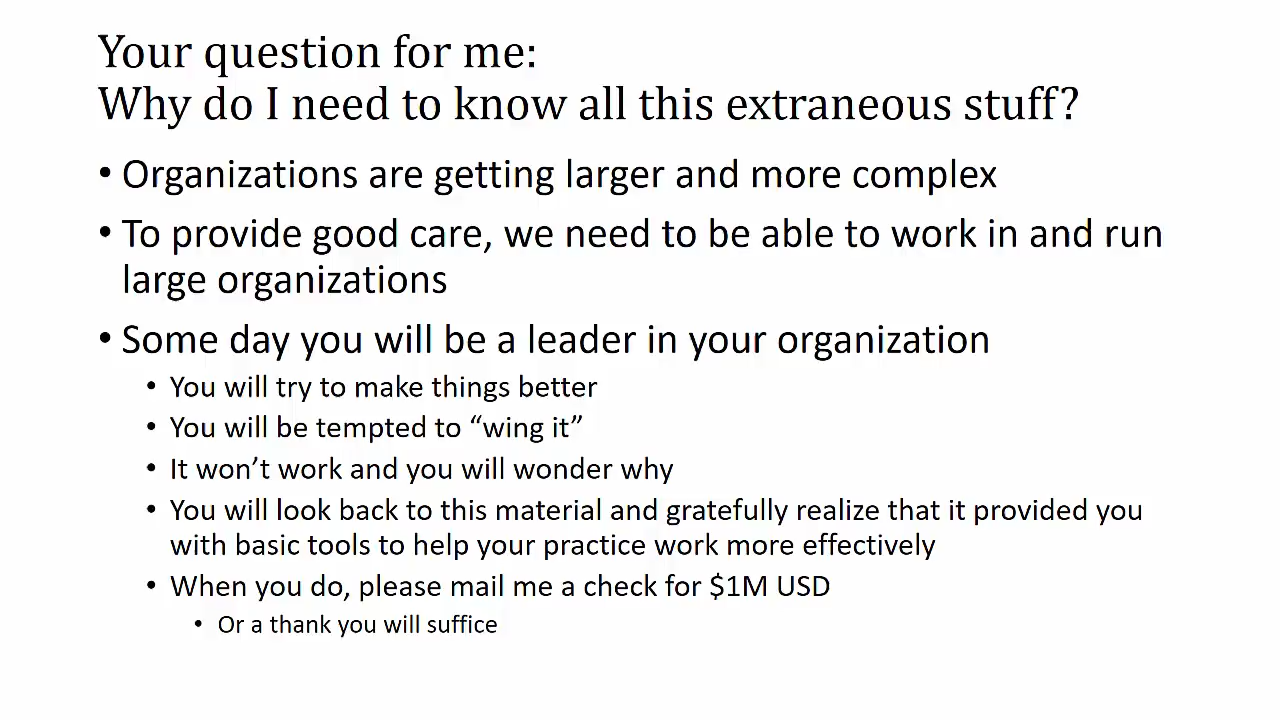 Your question for me:
Why do I need to know all this extraneous stuff?
• Organizations are getting larger and more complex
• To provide good care, we need to be able to work in and run
large organizations
• Some day you will be a leader in your organization
• You will try to make things better
• You will be tempted to “wing it”
• It won’t work and you will wonder why
• You will look back to this material and gratefully realize that it provided you
with basic tools to help your practice work more effectively
• When you do, please mail me a check for $1M USD
• Or a thank you will suffice